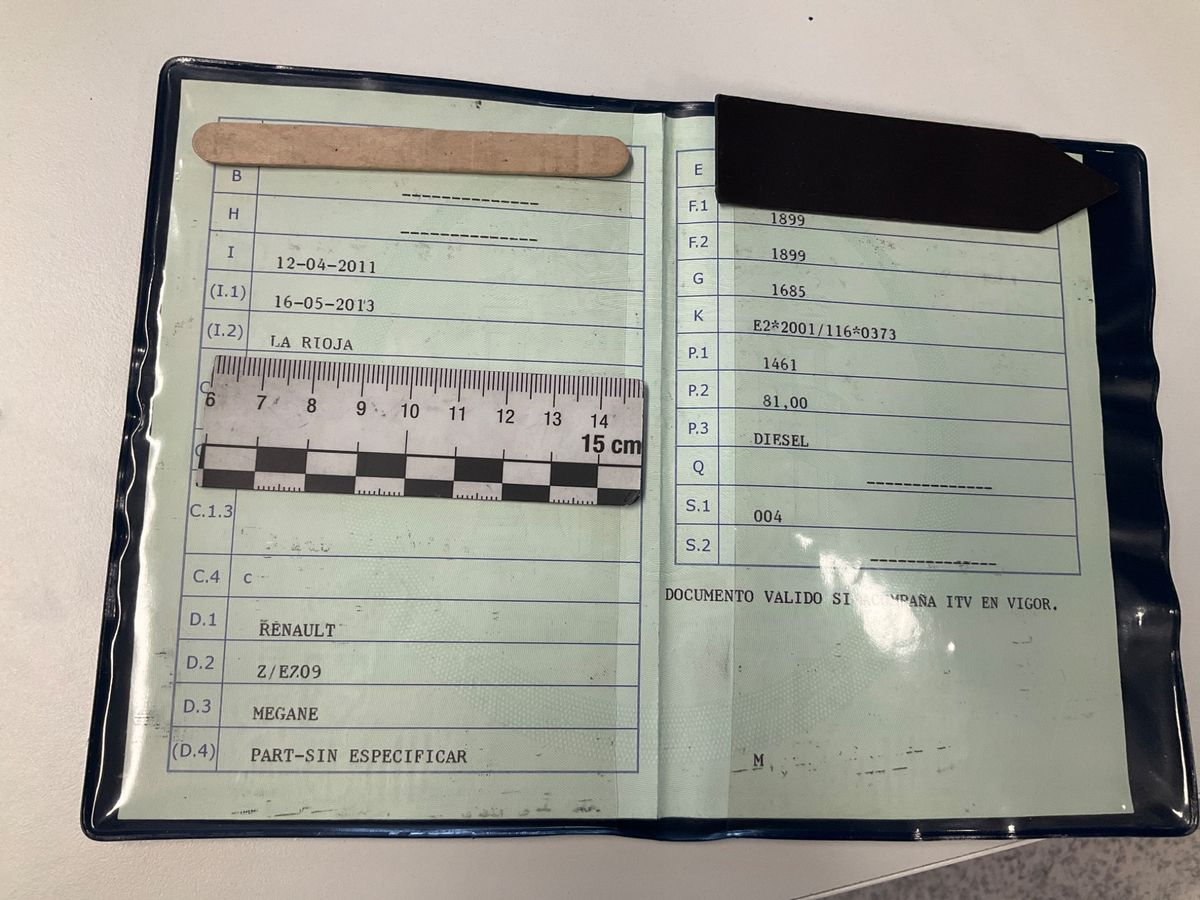 B ------------------
H ------------------
I 12-04-2011
(I.1) 16-05-2013
(I.2) LA RIOJA
6 7 8 9 10 11 12 13 14
15 cm
C.1.3
C.4 c
D.1 RENAULT
D.2 Z/EZ09
D.3 MEGANE
(D.4) PART-SIN ESPECIFICAR
E
F.1 1899
F.2 1899
G 1685
K E2*2001/116*0373
P.1 1461
P.2 81,00
P.3 DIESEL
Q ------------------
S.1 004
S.2 ------------------
DOCUMENTO VALIDO SI ACOMPAÑA ITV EN VIGOR.
M